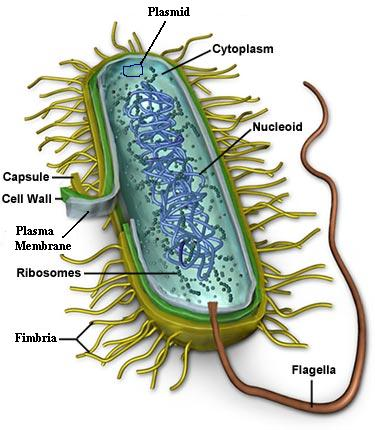 Plasmid
Cytoplasm
Nucleoid
Capsule
Cell Wall
Plasma
Membrane
Ribosomes
Fimbria
Flagella